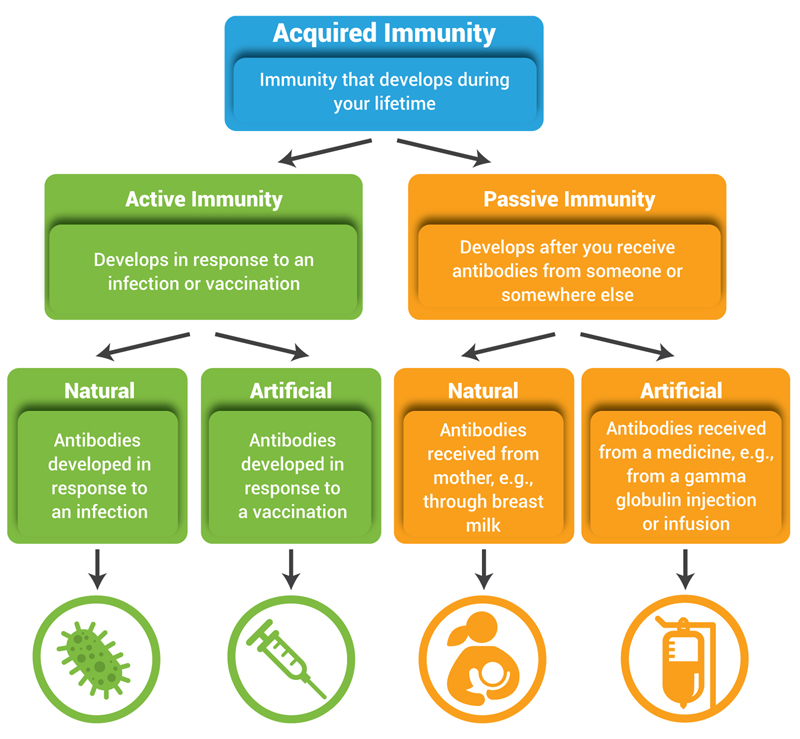 Acquired Immunity
Immunity that develops during
your lifetime
Active Immunity
Develops in response to an
infection or vaccination
Passive Immunity
Develops after you receive
antibodies from someone or
somewhere else
Natural
Antibodies
developed in
response to
an infection
Artificial
Antibodies
developed in
response to
a vaccination
Natural
Antibodies
received from
mother, e.g.,
through breast
milk
Artificial
Antibodies received
from a medicine, e.g.,
from a gamma
globulin injection
or infusion